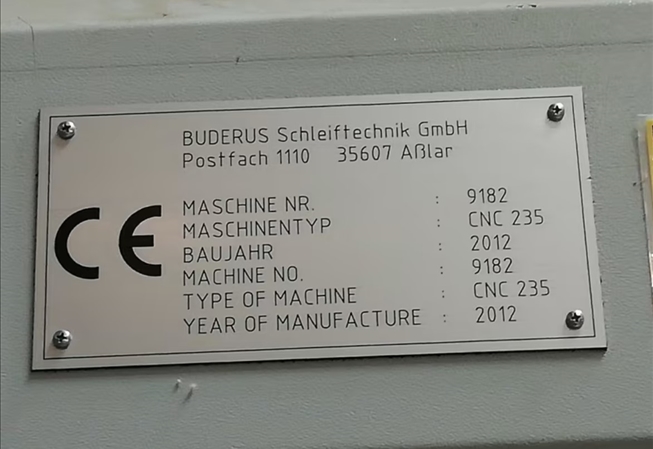 BUDERUS Schleiftechnik GmbH
Postfach 1110 35607 Aßlar
CE
MASCHINE NR. : 9182
MASCHINENTYP : CNC 235
BAUJAHR : 2012
MACHINE NO. : 9182
TYPE OF MACHINE : CNC 235
YEAR OF MANUFACTURE : 2012